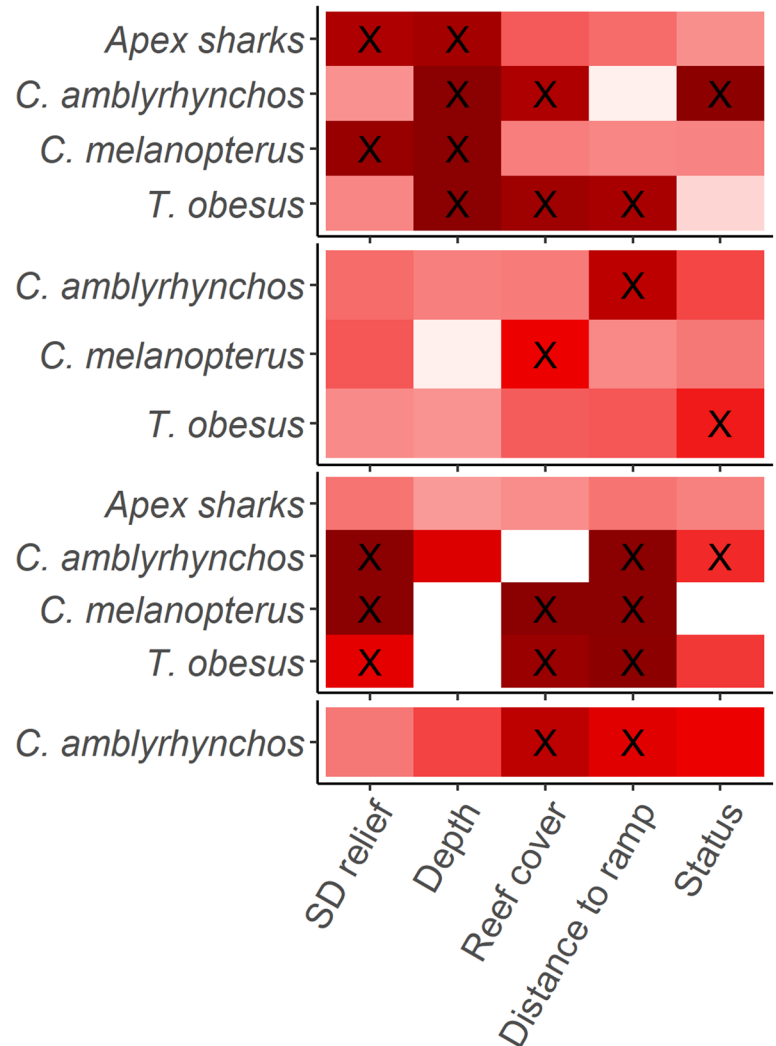 Apex sharks X X
C. amblyrhynchos X X X
C. melanopterus X X
T. obesus X X X
C. amblyrhynchos X
C. melanopterus X
T. obesus X
Apex sharks
C. amblyrhynchos X X X
C. melanopterus X X X
T. obesus X X X
C. amblyrhynchos X X
SD relief
Depth
Reef cover
Distance to ramp
Status